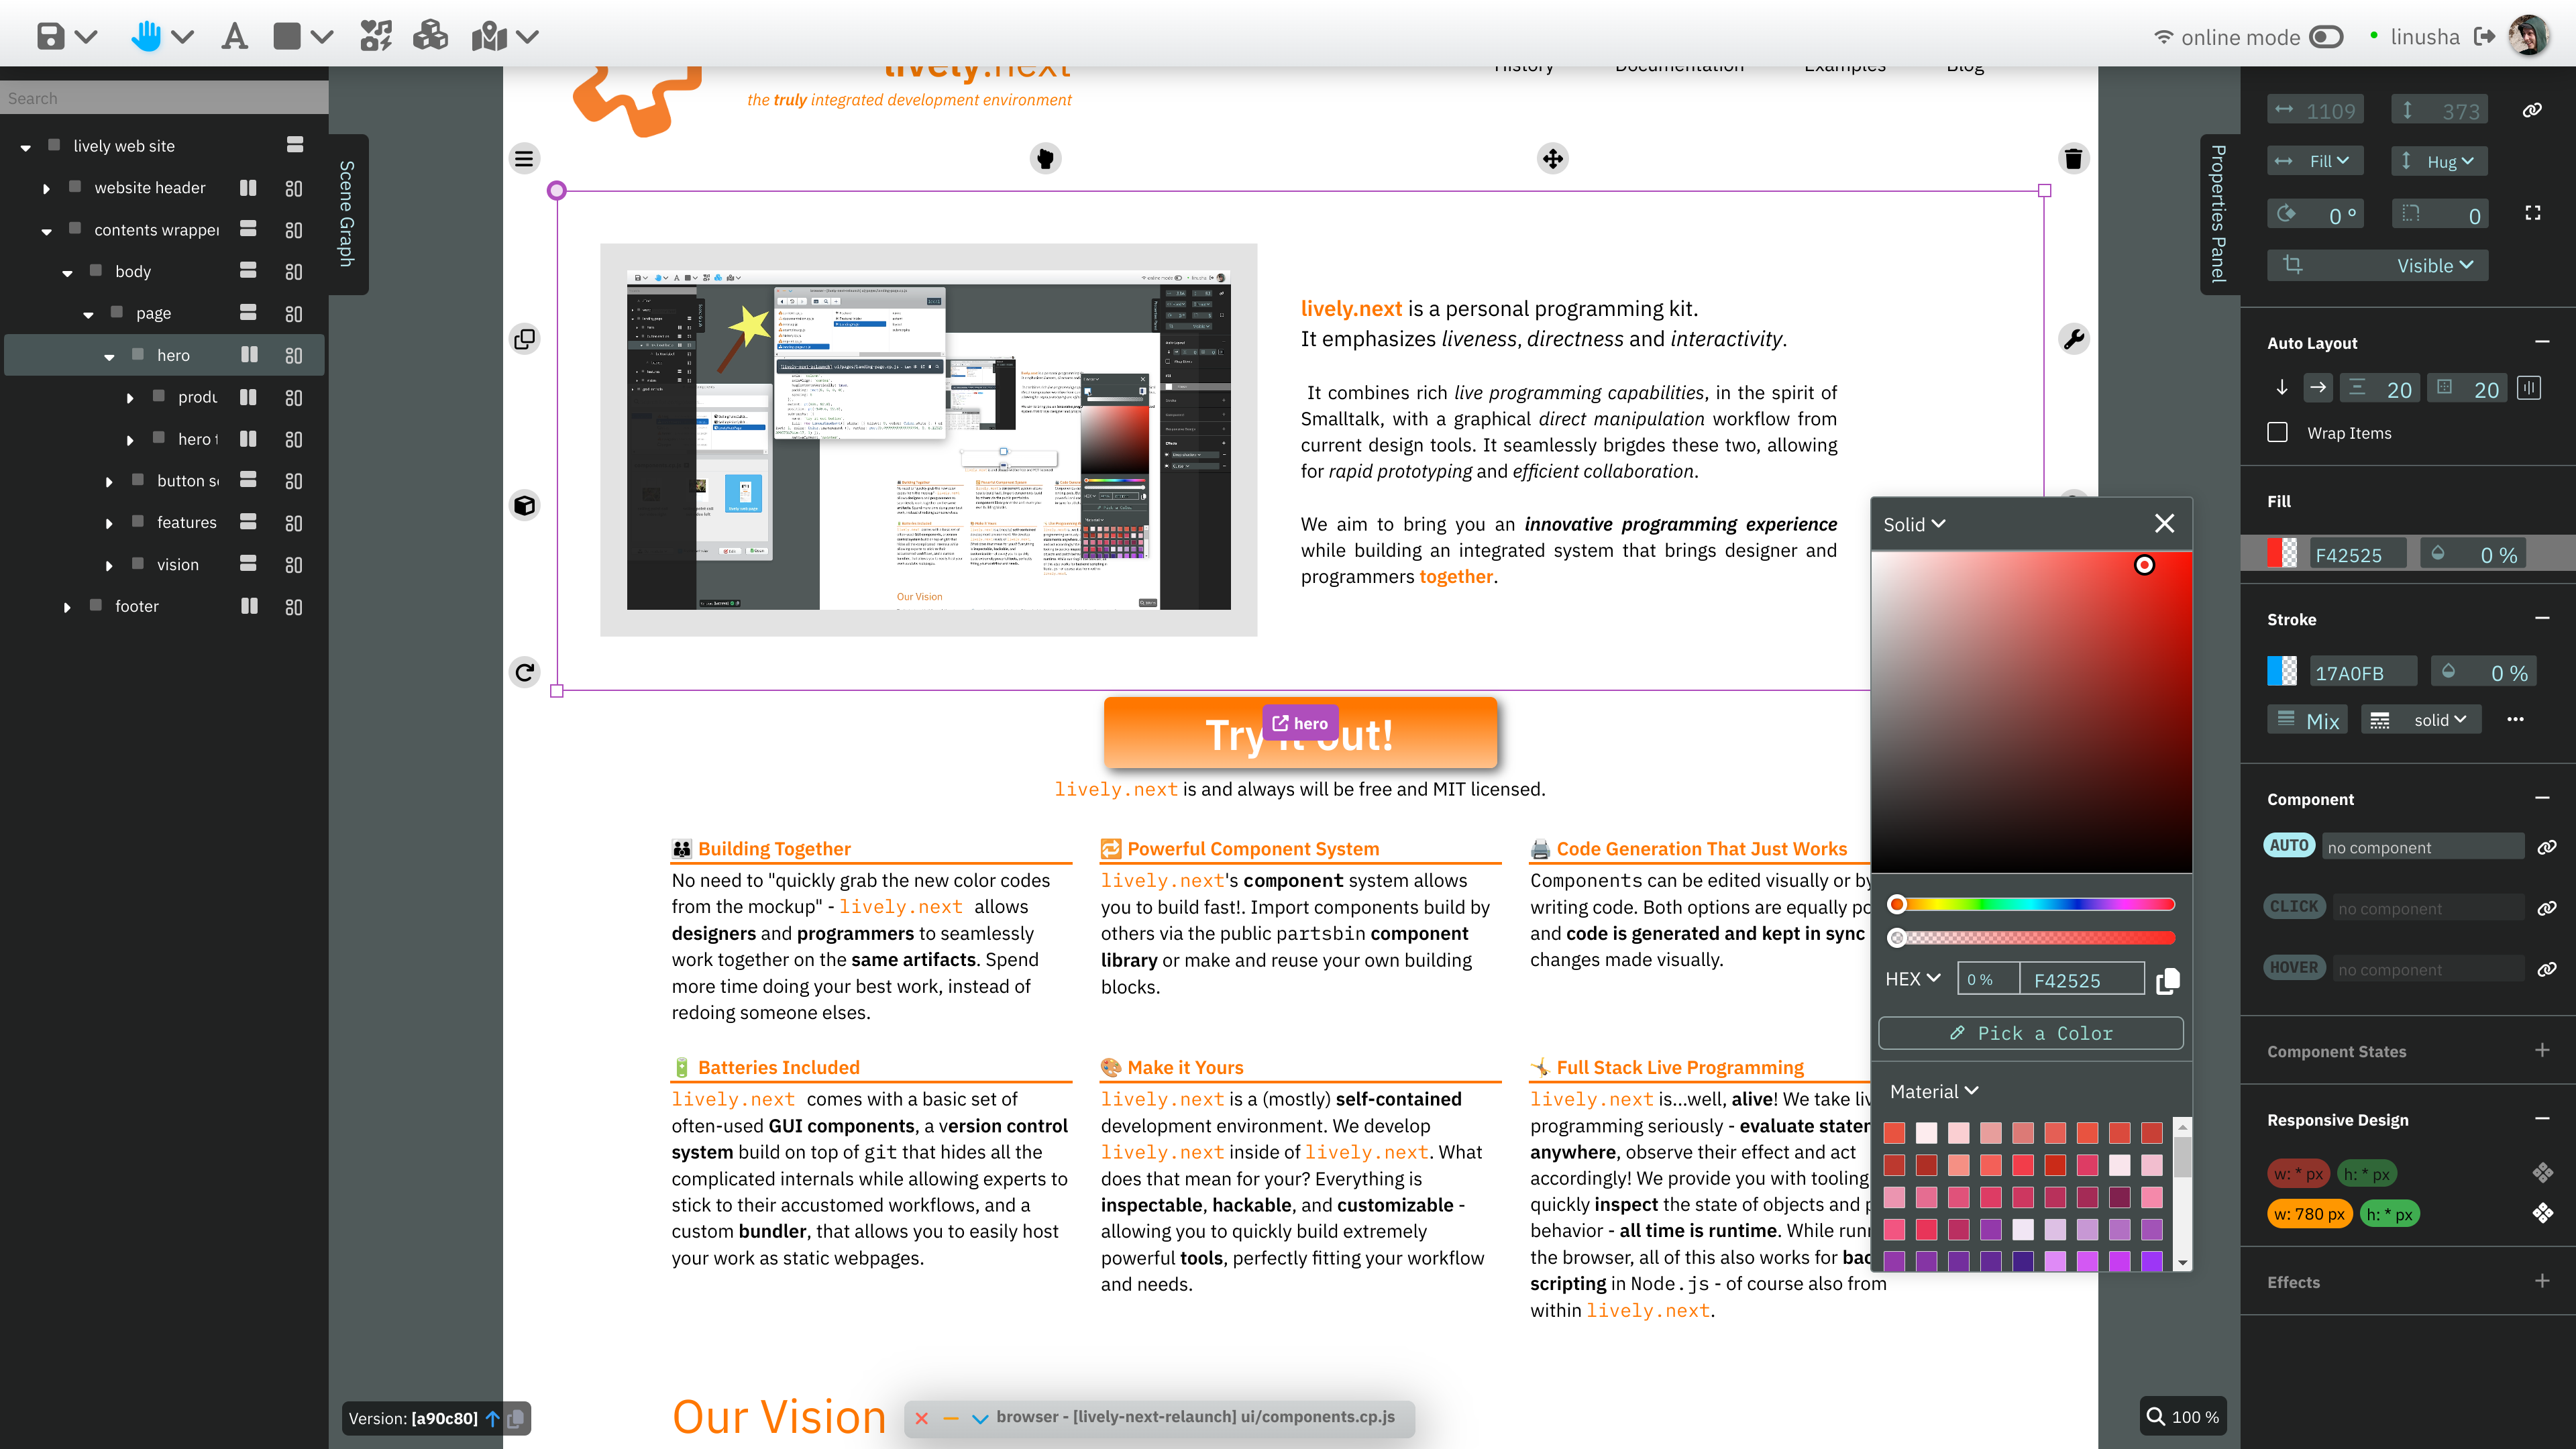 online mode
linusha
Search
lively web site
website header
contents wrapper
body
page
hero
produ
hero t
button se
features
vision
footer
Scene Graph
lively.next
the truly integrated development environment
History
Documentation
Examples
Blog
lively.next is a personal programming kit.
It emphasizes liveness, directness and interactivity.
It combines rich live programming capabilities, in the spirit of
Smalltalk, with a graphical direct manipulation workflow from
current design tools. It seamlessly brigdes these two, allowing
for rapid prototyping and efficient collaboration.
We aim to bring you an innovative programming experience
while building an integrated system that brings designer and
programmers together.
Our Vision
Try it out!
hero
lively.next is and always will be free and MIT licensed.
Building Together
No need to "quickly grab the new color codes
from the mockup" - lively.next allows
designers and programmers to seamlessly
work together on the same artifacts. Spend
more time doing your best work, instead of
redoing someone elses.
Powerful Component System
lively.next's component system allows
you to build fast!. Import components build by
others via the public partsbin component
library or make and reuse your own building
blocks.
Code Generation That Just Works
Components can be edited visually or by
writing code. Both options are equally po
and code is generated and kept in sync
changes made visually.
Batteries Included
lively.next comes with a basic set of
often-used GUI components, a version control
system build on top of git that hides all the
complicated internals while allowing experts to
stick to their accustomed workflows, and a
custom bundler, that allows you to easily host
your work as static webpages.
Make it Yours
lively.next is a (mostly) self-contained
development environment. We develop
lively.next inside of lively.next. What
does that mean for your? Everything is
inspectable, hackable, and customizable -
allowing you to quickly build extremely
powerful tools, perfectly fitting your workflow
and needs.
Full Stack Live Programming
lively.next is...well, alive! We take liv
programming seriously - evaluate stater
anywhere, observe their effect and act
accordingly! We provide you with tooling
quickly inspect the state of objects and p
behavior - all time is runtime. While runn
the browser, all of this also works for bac
scripting in Node.js - of course also from
within lively.next.
Our Vision
Version: [a90c80]
browser - [lively-next-relaunch] ui/components.cp.js
100 %
Solid
HEX
0 %
F42525
Pick a Color
Material
Properties Panel
1109
373
Fill
Hug
0 °
0
Visible
Auto Layout
20
20
Wrap Items
Fill
F42525
0 %
Stroke
17A0FB
0 %
Mix
solid
Component
AUTO
no component
CLICK
no component
HOVER
no component
Component States
Responsive Design
w: * px
h: * px
w: 780 px
h: * px
Effects